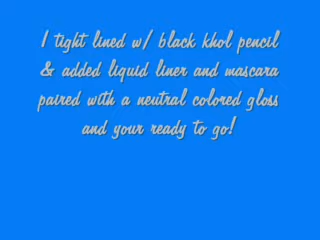 I tight lined w/ black khol pencil
& added liquid liner and mascara
paired with a neutral colored gloss
and your ready to go!